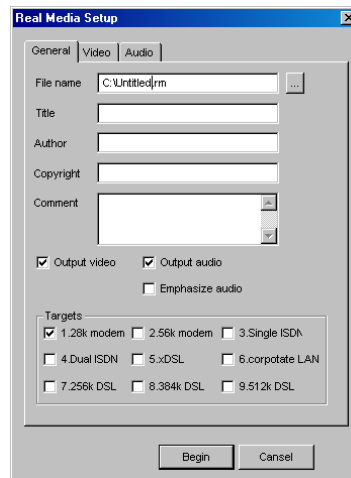 Real Media Setup
General Video Audio
File name C:\Untitled.rm ...
Title
Author
Copyright
Comment
Output video Output audio
Emphasize audio
Targets
1.28k modem 2.56k modem 3.Single ISDN
4.Dual ISDN 5.xDSL 6.corpotate LAN
7.256k DSL 8.384k DSL 9.512k DSL
Begin Cansel